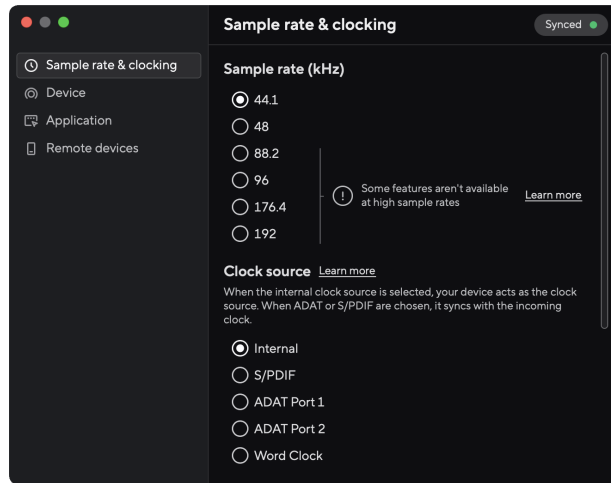 Sample rate & clocking
Device
Application
Remote devices
Sample rate & clocking
Synced
Sample rate (kHz)
44.1
48
88.2
96
176.4
192
Some features aren't available
at high sample rates
Learn more
Clock source Learn more
When the internal clock source is selected, your device acts as the clock
source. When ADAT or S/PDIF are chosen, it syncs with the incoming
clock.
Internal
S/PDIF
ADAT Port 1
ADAT Port 2
Word Clock